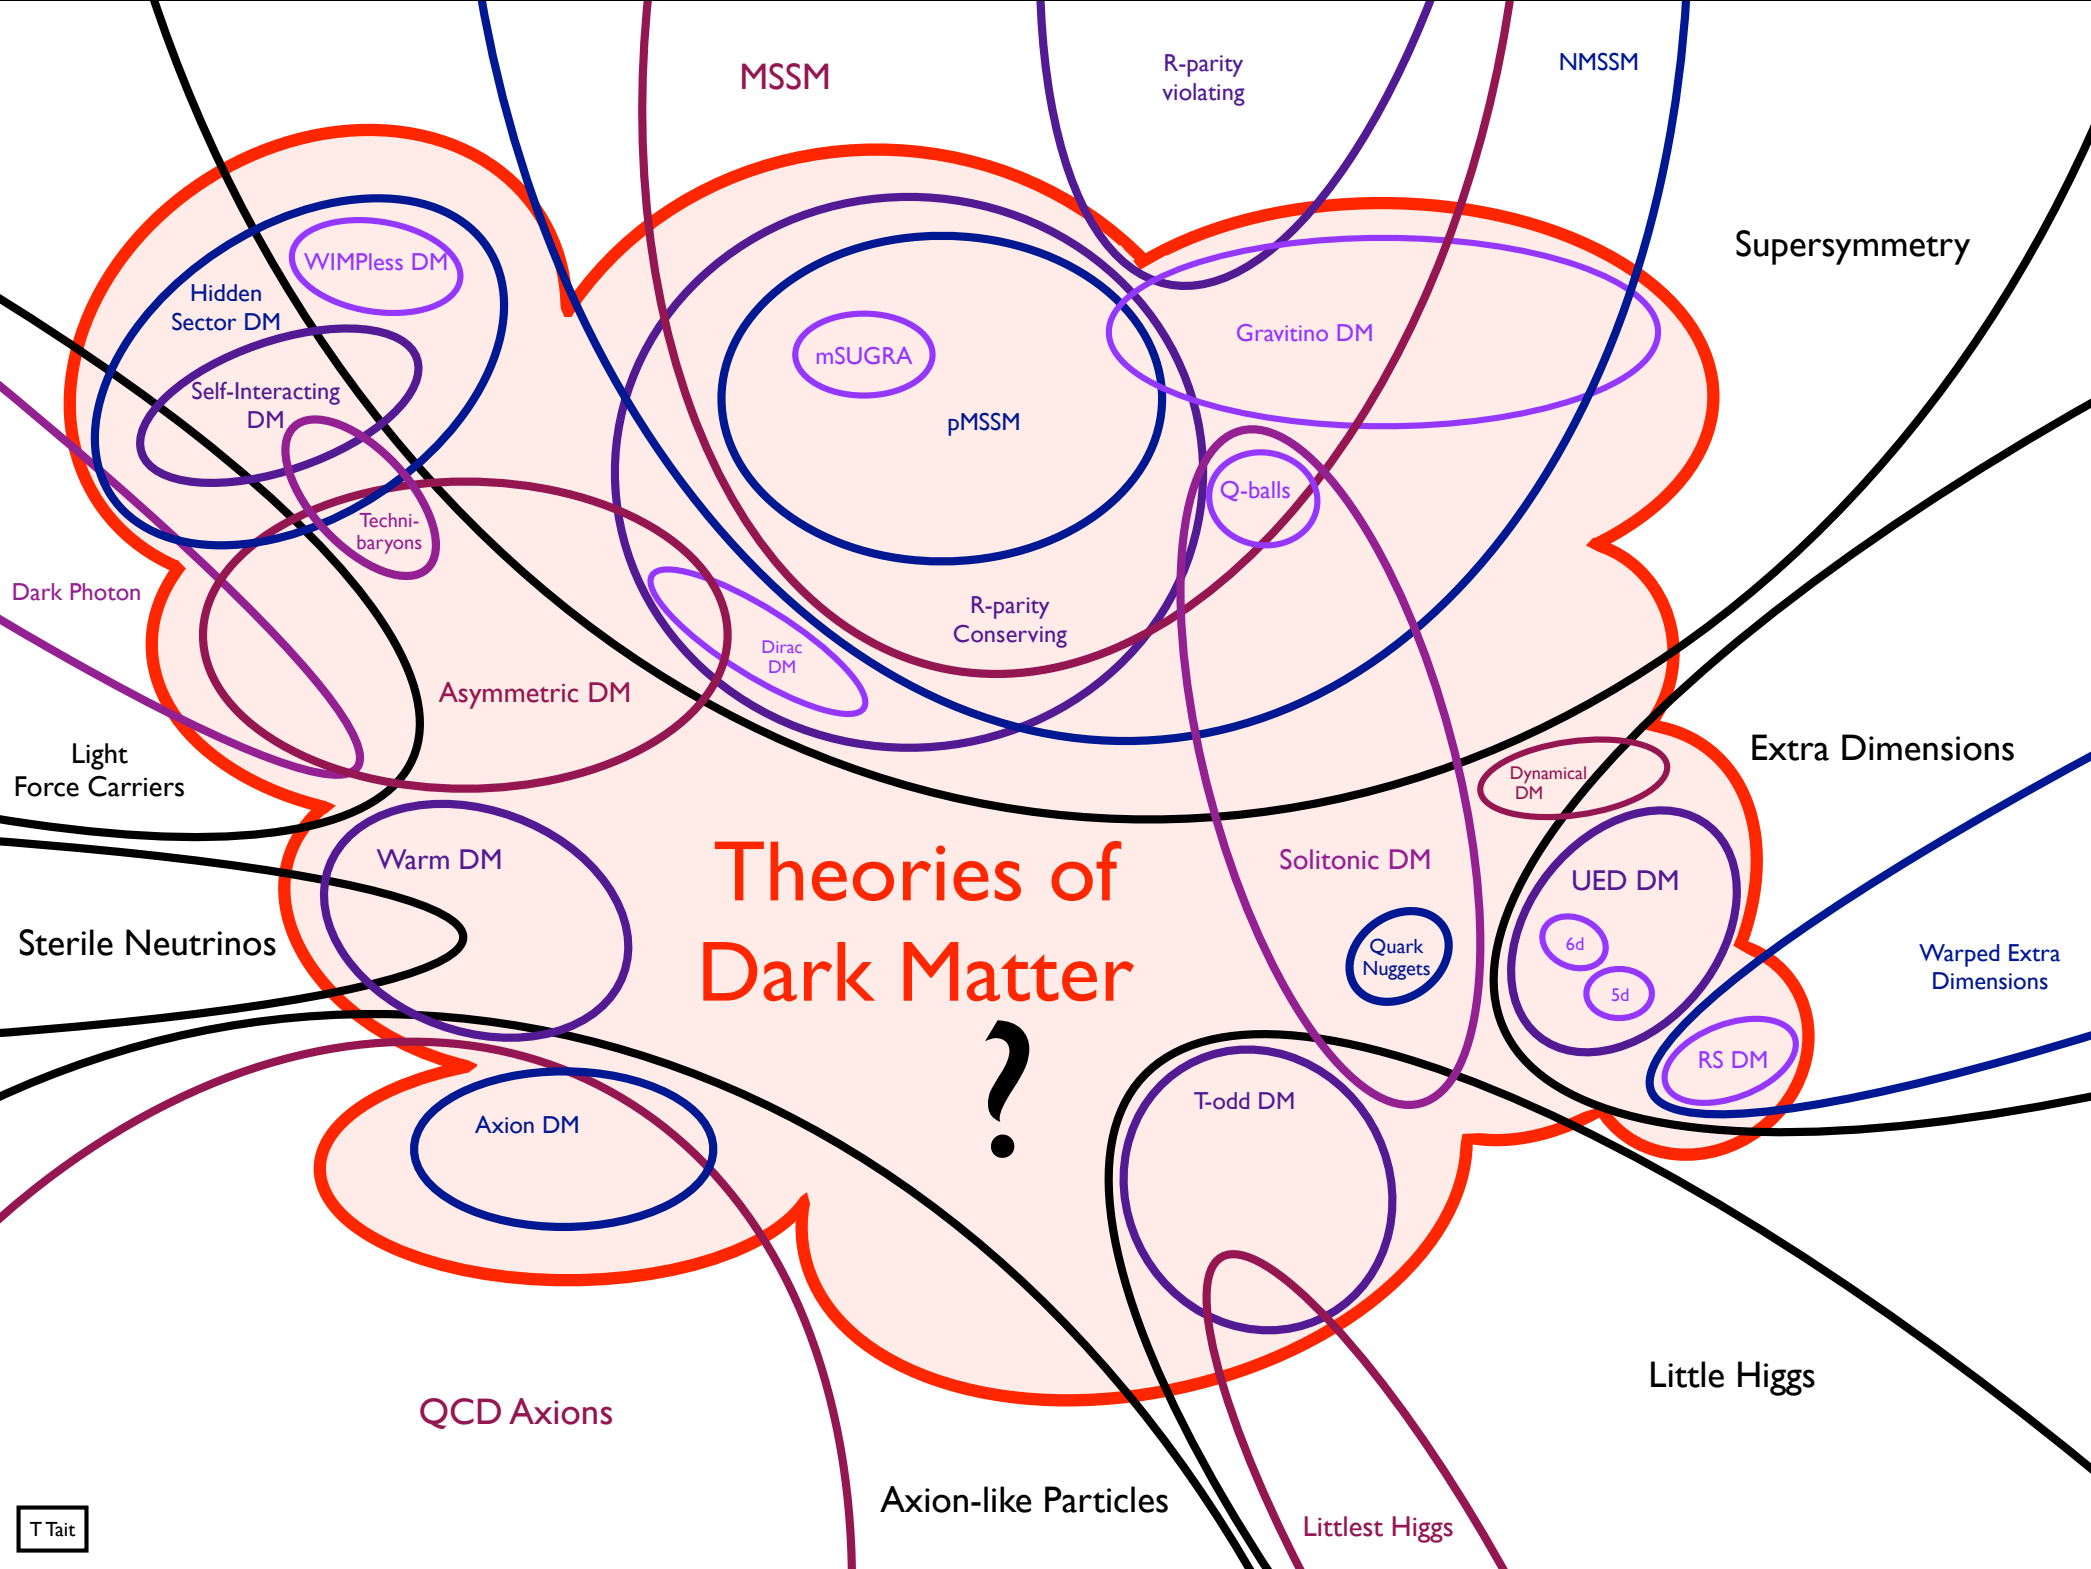 MSSM
R-parity
violating
NMSSM
Supersymmetry
WIMPless DM
Hidden
Sector DM
Self-Interacting
DM
Techni-
baryons
mSUGRA
pMSSM
Gravitino DM
Q-balls
R-parity
Conserving
Dirac
DM
Dark Photon
Asymmetric DM
Light
Force Carriers
Extra Dimensions
Dynamical
DM
Warm DM
Theories of
Dark Matter
?
Solitonic DM
Quark
Nuggets
UED DM
6d
5d
Sterile Neutrinos
Warped Extra
Dimensions
RS DM
T-odd DM
Axion DM
Little Higgs
QCD Axions
Axion-like Particles
Littlest Higgs
T Tait